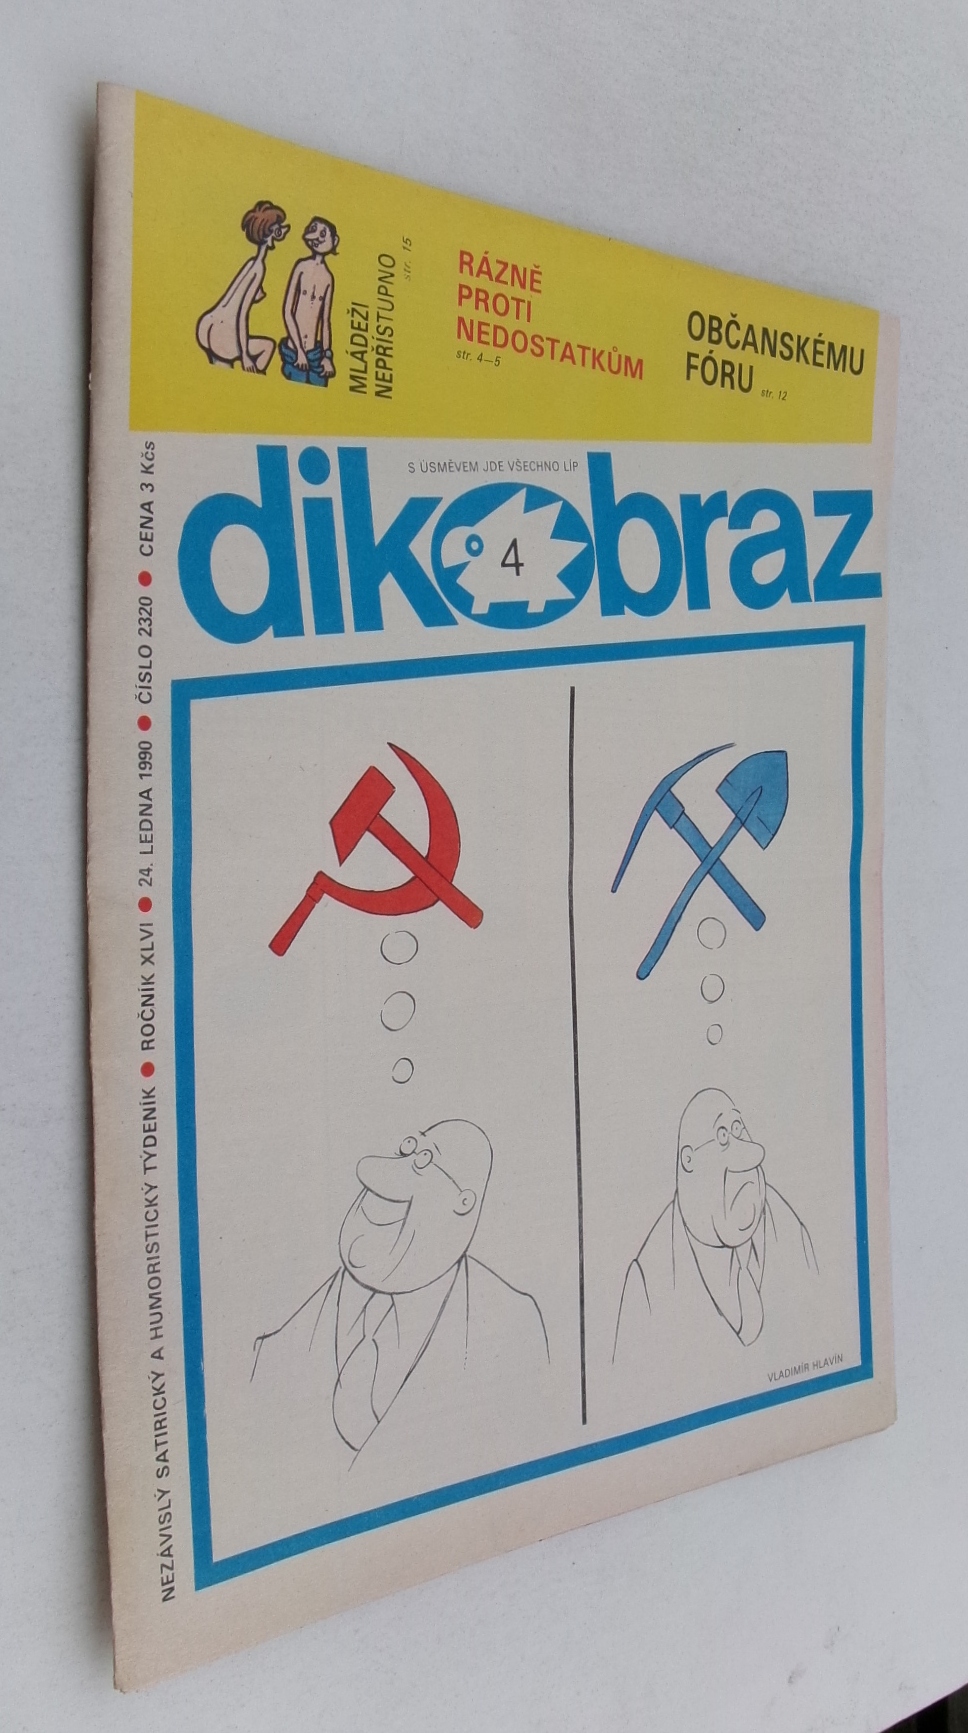 MLÁDEŽI
NEPŘÍSTUPNO
str. 15
RÁZNĚ
PROTI
NEDOSTATKŮM
str. 4—5
OBČANSKÉMU
FÓRU str. 12
S ÚSMĚVEM JDE VŠECHNO LÍP
dikobraz
4
NEZÁVISLÝ SATIRICKÝ A HUMORISTICKÝ TÝDENÍK ● ROČNÍK XLVI ● 24. LEDNA 1990 ● ČÍSLO 2320 ● CENA 3 Kčs
VLADIMÍR HLAVÍN